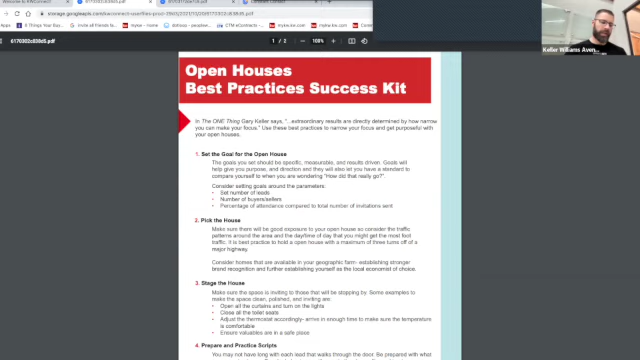 storage.googleapis.com
Apps
6170302c838d5.pdf
1 / 2
100%
Keller Williams Aven...
Open Houses
Best Practices Success Kit
In The ONE Thing Gary Keller says, "...extraordinary results are directly determined by how narrow
you can make your focus." Use these best practices to narrow your focus and get purposeful with
your open houses.
1. Set the Goal for the Open House
The goals you set should be specific, measurable, and results driven. Goals will
help give you purpose, and direction and they will also let you have a standard to
compare yourself to when you are wondering "How did that really go?".
Consider setting goals around the parameters:
• Set number of leads
• Number of buyers/sellers
• Percentage of attendance compared to total number of invitations sent
2. Pick the House
Make sure there will be good exposure to your open house so consider the traffic
patterns around the area and the day/time of day that you might get the most foot
traffic. It is best practice to hold a open house with a maximum of three turns off of a
major highway.
Consider homes that are available in your geographic farm- establishing stronger
brand recognition and further establishing yourself as the local economist of choice.
3. Stage the House
Make sure the space is inviting to those that will be stopping by. Some examples to
make the space clean, polished, and inviting are:
• Open all the curtains and turn on the lights
• Close all the toilet seats
• Adjust the thermostat accordingly- arrive in enough time to make sure the temperature
is comfortable
• Ensure valuables are in a safe place
4. Prepare and Practice Scripts
You may not have long with each lead that walks through the door. Be prepared with what